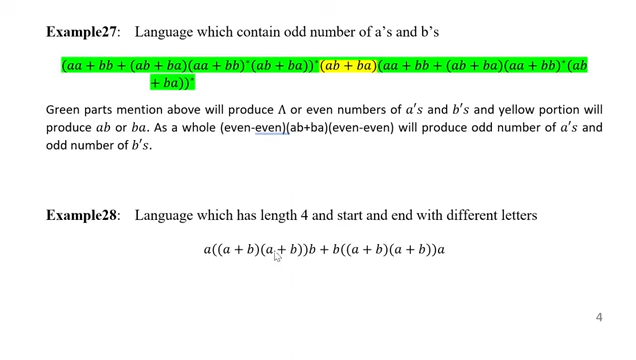 Example27: Language which contain odd number of a's and b's
(aa + bb + (ab + ba)(aa + bb)*(ab + ba))*(ab + ba)(aa + bb + (ab + ba)(aa + bb)*(ab
+ ba))*
Green parts mention above will produce Λ or even numbers of a's and b's and yellow portion will
produce ab or ba. As a whole (even-even)(ab+ba)(even-even) will produce odd number of a's and
odd number of b's.
Example28: Language which has length 4 and start and end with different letters
a((a + b)(a + b))b + b((a + b)(a + b))a
4